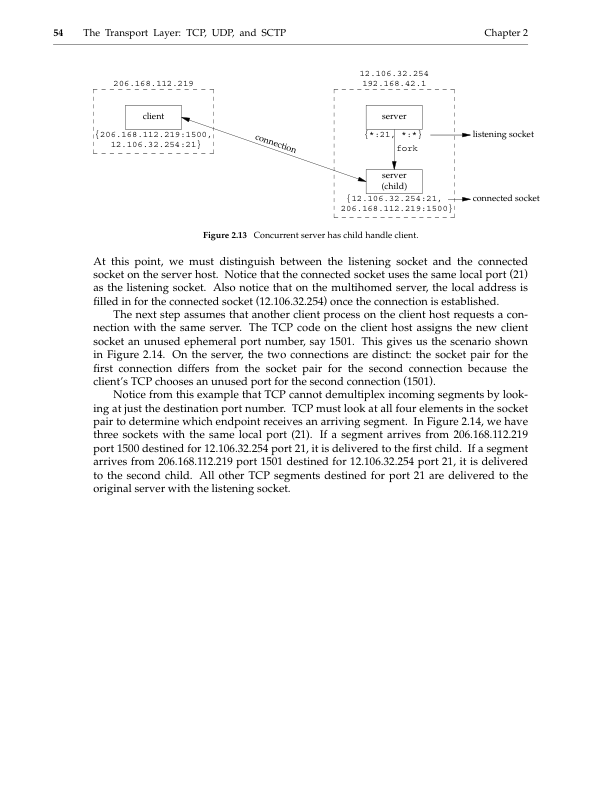 54 The Transport Layer: TCP, UDP, and SCTP Chapter 2
12.106.32.254
206.168.112.219 192.168.42.1
client server
{206.168.112.219:1500, {*:21, *:*} listening socket
12.106.32.254:21} fork
connection
server
(child)
{12.106.32.254:21, connected socket
206.168.112.219:1500}
Figure 2.13 Concurrent server has child handle client.
At this point, we must distinguish between the listening socket and the connected
socket on the server host. Notice that the connected socket uses the same local port (21)
as the listening socket. Also notice that on the multihomed server, the local address is
filled in for the connected socket (12.106.32.254) once the connection is established.
The next step assumes that another client process on the client host requests a con-
nection with the same server. The TCP code on the client host assigns the new client
socket an unused ephemeral port number, say 1501. This gives us the scenario shown
in Figure 2.14. On the server, the two connections are distinct: the socket pair for the
first connection differs from the socket pair for the second connection because the
client's TCP chooses an unused port for the second connection (1501).
Notice from this example that TCP cannot demultiplex incoming segments by look-
ing at just the destination port number. TCP must look at all four elements in the socket
pair to determine which endpoint receives an arriving segment. In Figure 2.14, we have
three sockets with the same local port (21). If a segment arrives from 206.168.112.219
port 1500 destined for 12.106.32.254 port 21, it is delivered to the first child. If a segment
arrives from 206.168.112.219 port 1501 destined for 12.106.32.254 port 21, it is delivered
to the second child. All other TCP segments destined for port 21 are delivered to the
original server with the listening socket.